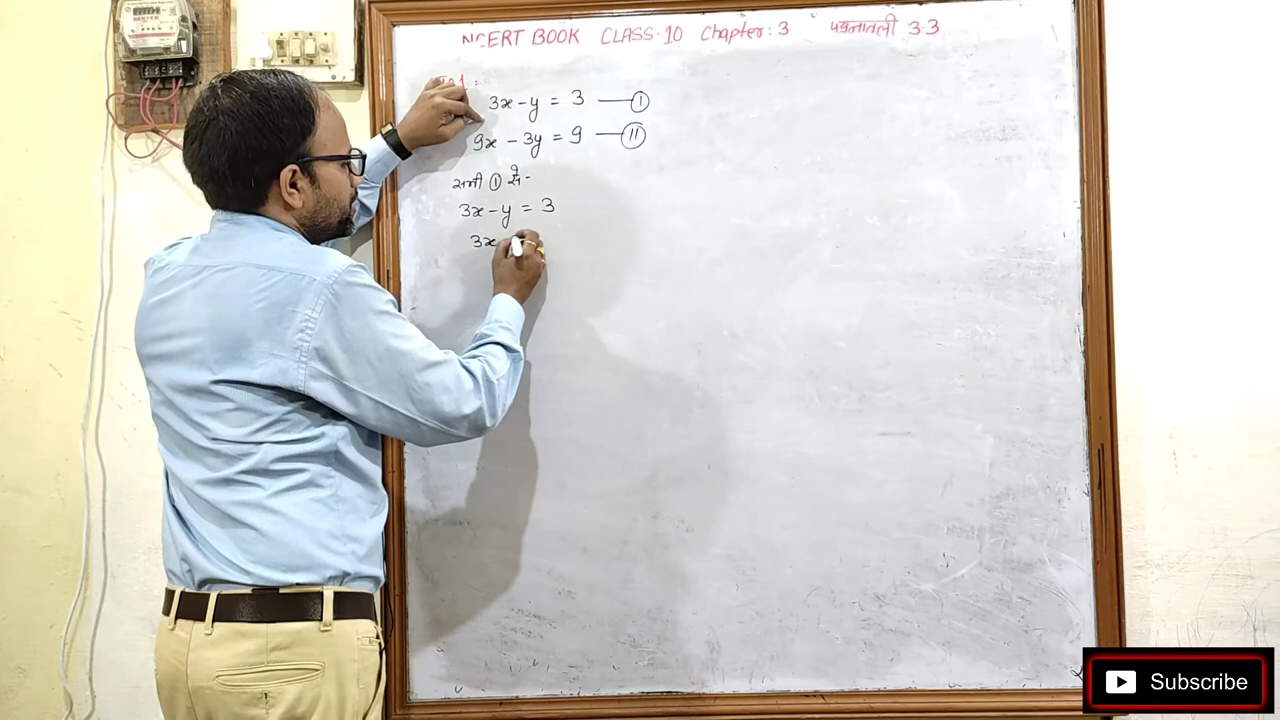 NCERT BOOK CLASS·10 Chapter: 3 प्रश्नावली 3.3
3x - y = 3 — ①
9x - 3y = 9 — ⑪
समी ① से -
3x - y = 3
3x
Subscribe